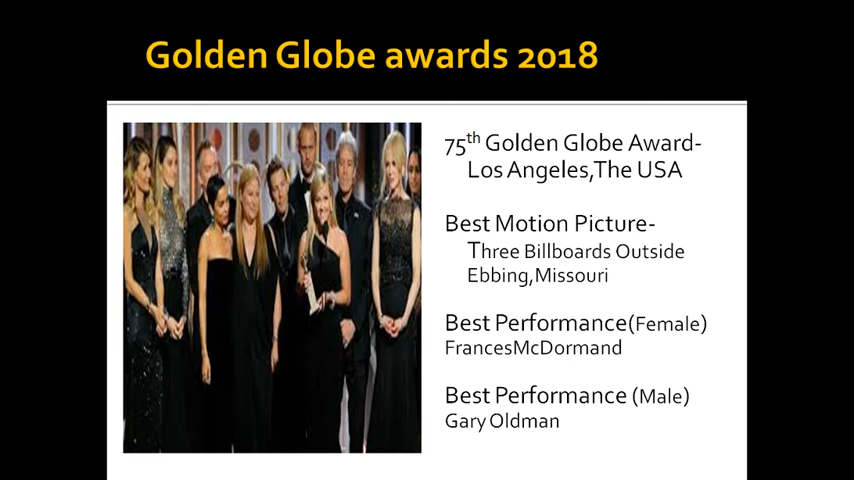 Golden Globe awards 2018
75th Golden Globe Award-
Los Angeles,The USA
Best Motion Picture-
Three Billboards Outside
Ebbing,Missouri
Best Performance(Female)
FrancesMcDormand
Best Performance (Male)
Gary Oldman